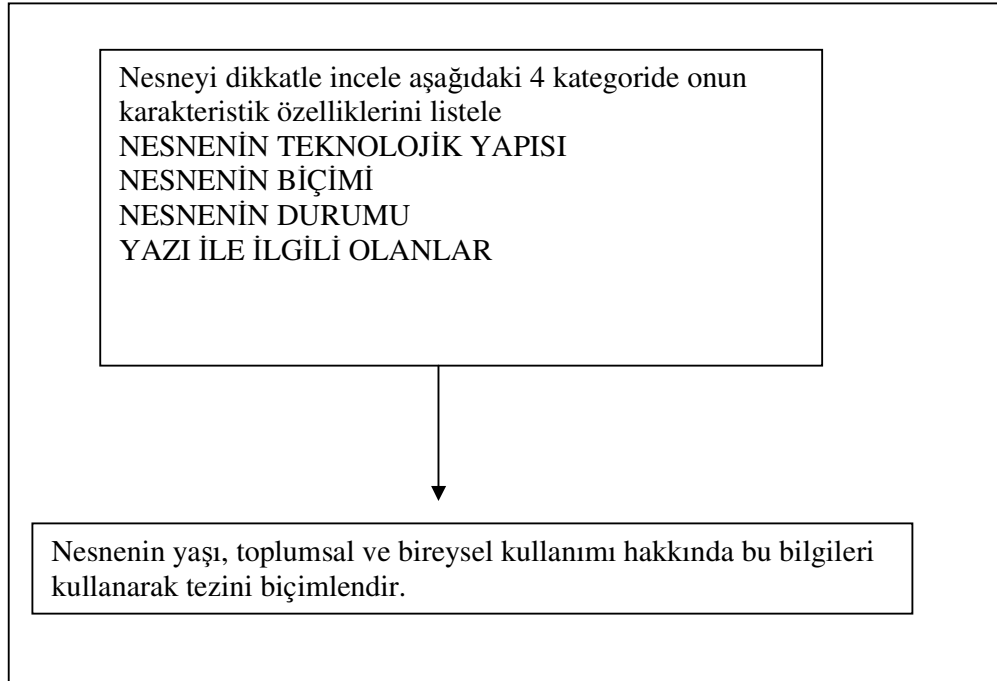 Nesneyi dikkatle incele aşağıdaki 4 kategoride onun
karakteristik özelliklerini listele
NESNENİN TEKNOLOJİK YAPISI
NESNENİN BİÇİMİ
NESNENİN DURUMU
YAZI İLE İLGİLİ OLANLAR
Nesnenin yaşı, toplumsal ve bireysel kullanımı hakkında bu bilgileri
kullanarak tezini biçimlendir.